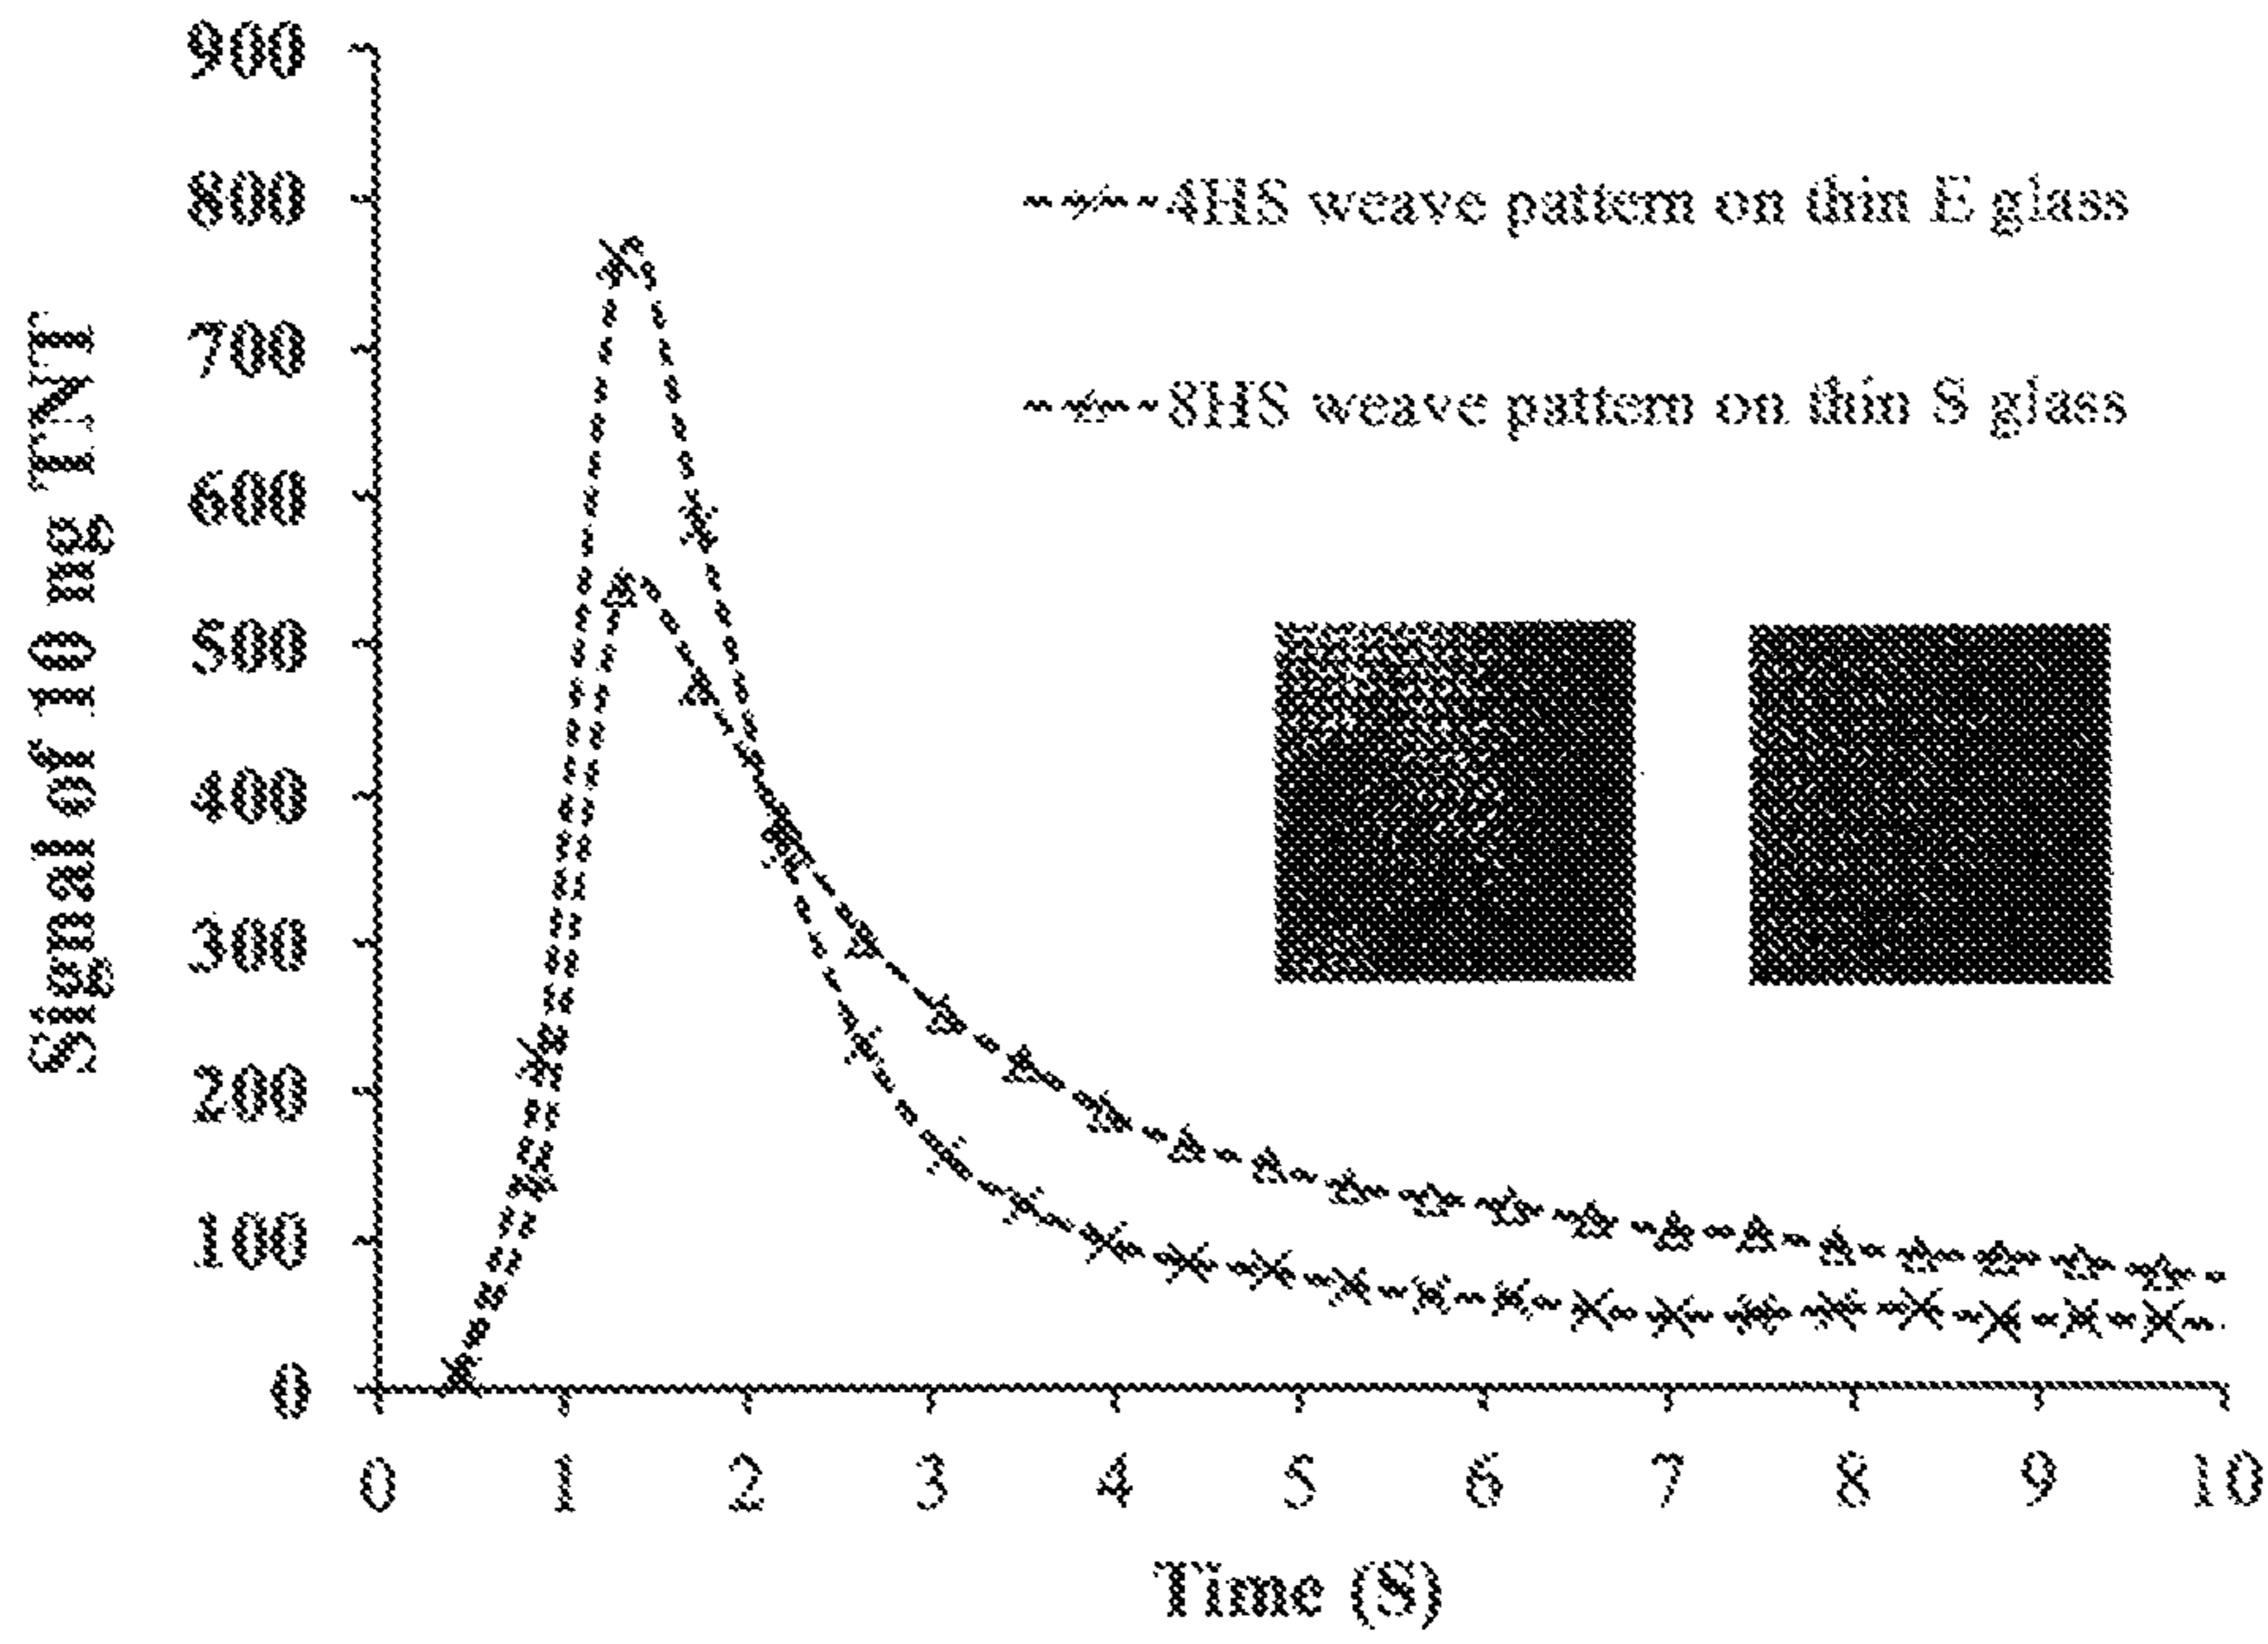 900
800
700
600
500
400
300
200
100
0
Signal of 10 mg TNT
4HS weave pattern on thin E glass
8HS weave pattern on thin S glass
0 1 2 3 4 5 6 7 8 9 10
Time (S)